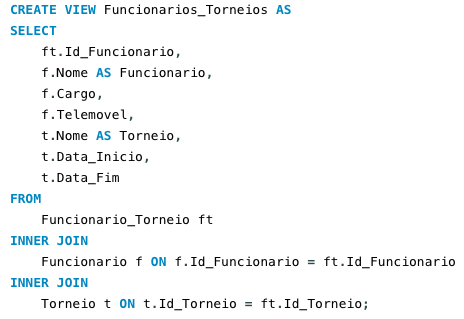 CREATE VIEW Funcionarios_Torneios AS
SELECT
    ft.Id_Funcionario,
    f.Nome AS Funcionario,
    f.Cargo,
    f.Telemovel,
    t.Nome AS Torneio,
    t.Data_Inicio,
    t.Data_Fim
FROM
    Funcionario_Torneio ft
INNER JOIN
    Funcionario f ON f.Id_Funcionario = ft.Id_Funcionario
INNER JOIN
    Torneio t ON t.Id_Torneio = ft.Id_Torneio;